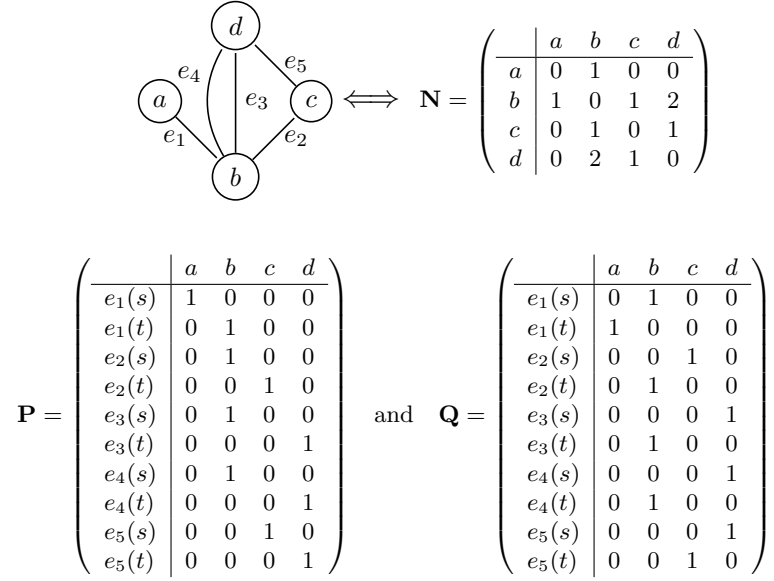 d
e₄ e₅
a e₃ c ⟺ N =
e₁ e₂
b
a b c d
a 0 1 0 0
b 1 0 1 2
c 0 1 0 1
d 0 2 1 0
P =
a b c d
e₁(s) 1 0 0 0
e₁(t) 0 1 0 0
e₂(s) 0 1 0 0
e₂(t) 0 0 1 0
e₃(s) 0 1 0 0
e₃(t) 0 0 0 1
e₄(s) 0 1 0 0
e₄(t) 0 0 0 1
e₅(s) 0 0 1 0
e₅(t) 0 0 0 1
and Q =
a b c d
e₁(s) 0 1 0 0
e₁(t) 1 0 0 0
e₂(s) 0 0 1 0
e₂(t) 0 1 0 0
e₃(s) 0 0 0 1
e₃(t) 0 1 0 0
e₄(s) 0 0 0 1
e₄(t) 0 1 0 0
e₅(s) 0 0 0 1
e₅(t) 0 0 1 0